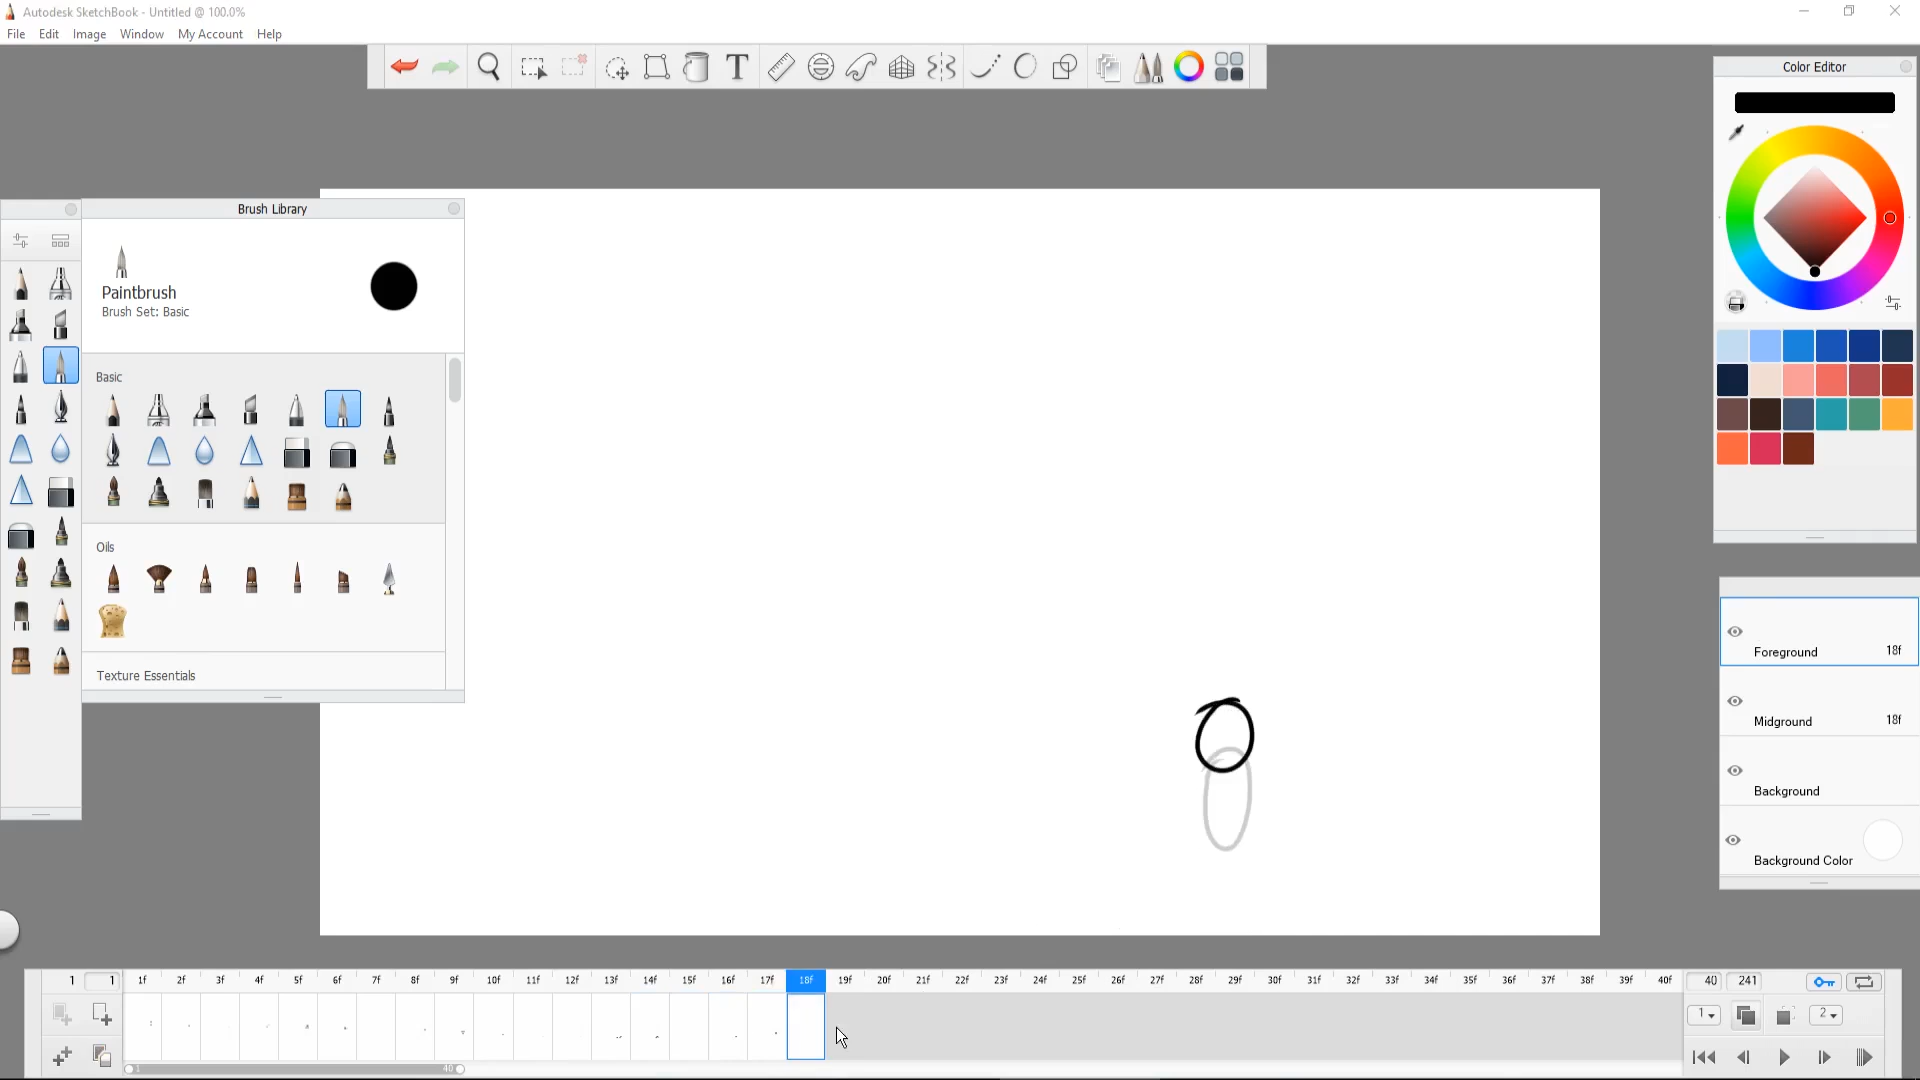 Autodesk SketchBook - Untitled @ 100.0%
File Edit Image Window My Account Help
T
Color Editor
Brush Library
Paintbrush
Brush Set: Basic
Basic
Oils
Texture Essentials
Foreground 18f
Midground 18f
Background
Background Color
1 1 1f 2f 3f 4f 5f 6f 7f 8f 9f 10f 11f 12f 13f 14f 15f 16f 17f 18f 19f 20f 21f 22f 23f 24f 25f 26f 27f 28f 29f 30f 31f 32f 33f 34f 35f 36f 37f 38f 39f 40f 40 241
1 2
1 40